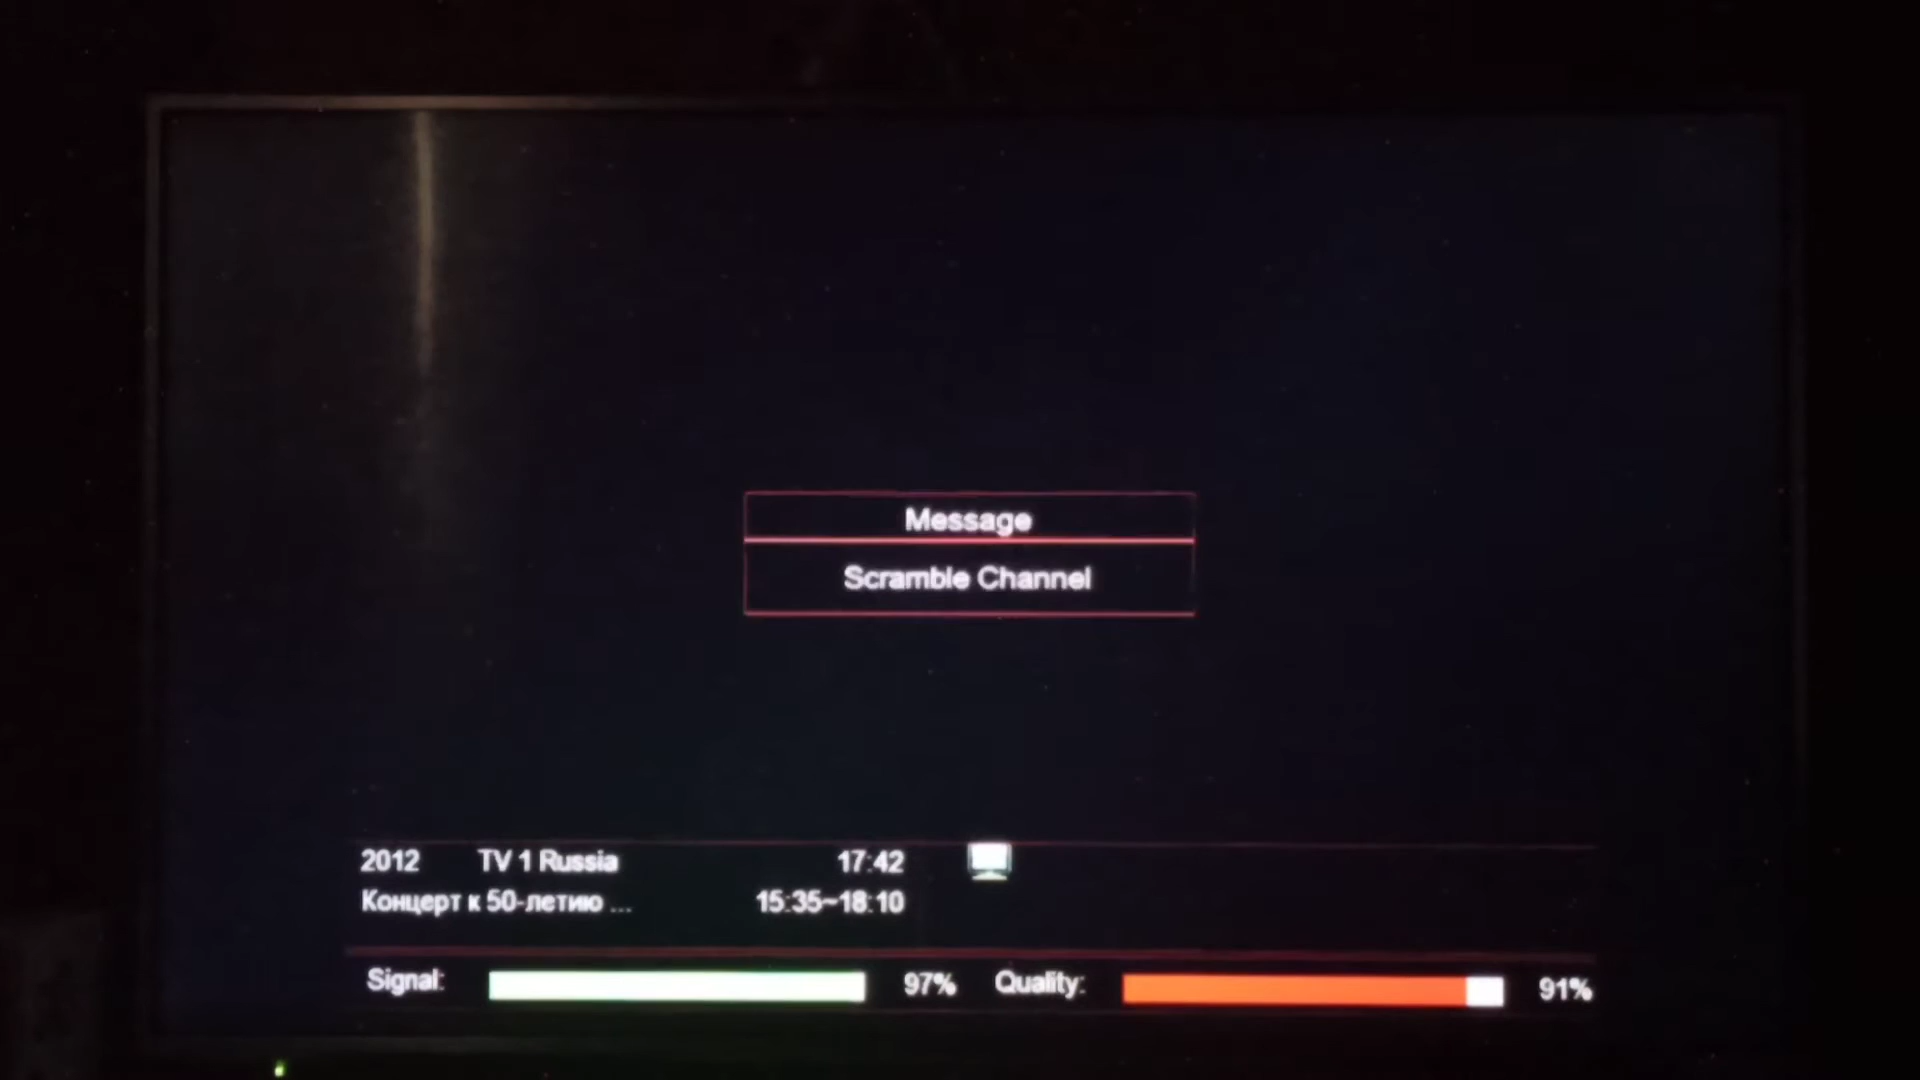 Message
Scramble Channel
2012 TV 1 Russia 17:42
Концерт к 50-летию ... 15:35~18:10
Signal: 97% Quality: 91%